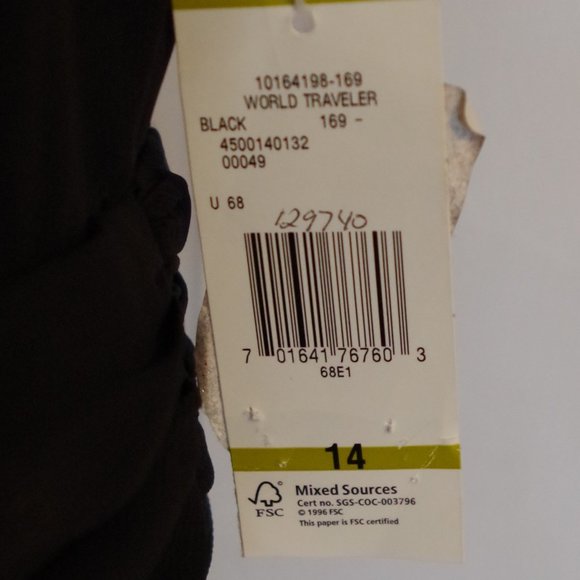 10164198-169
WORLD TRAVELER
BLACK 169 -
4500140132
00049
U 68
129740
7 01641 76760 3
68E1
14
FSC
Mixed Sources
Cert no. SGS-COC-003796
© 1996 FSC
This paper is FSC certified